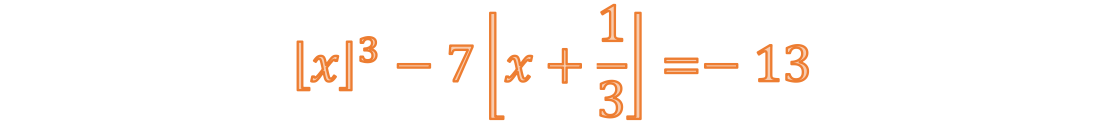 ⌊x⌋³ − 7⌊x + 1/3⌋ =− 13